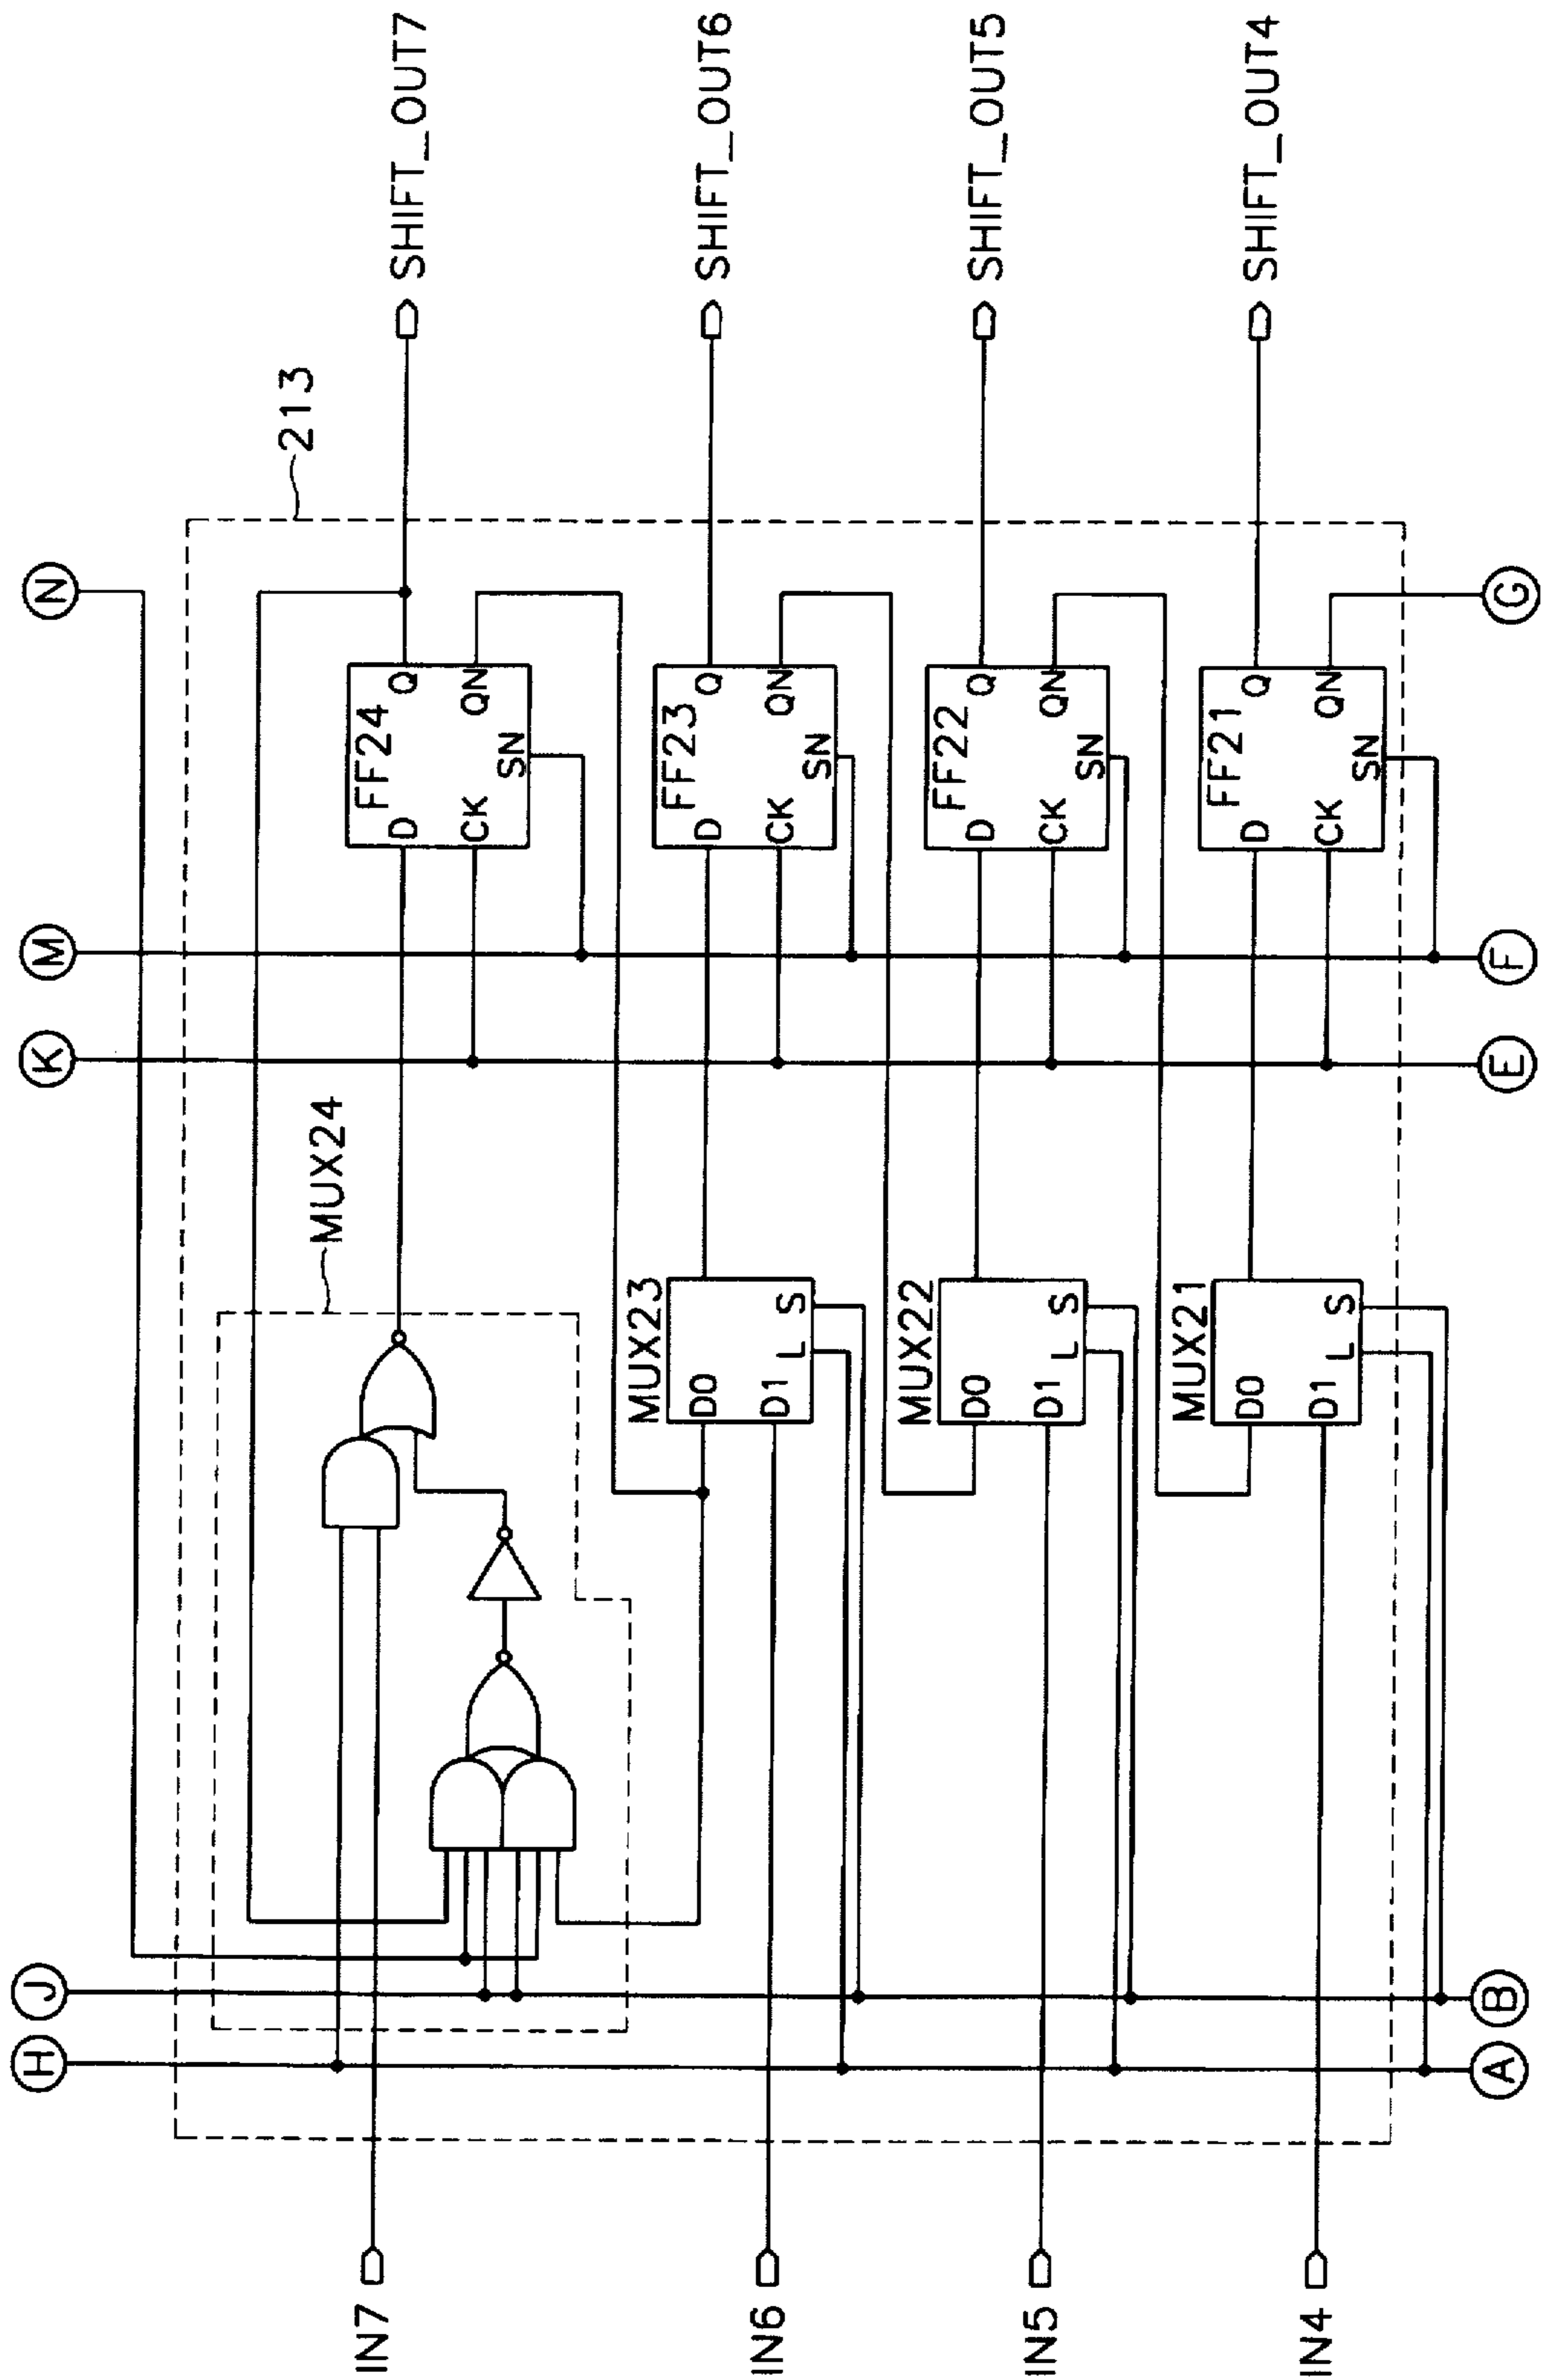 H
J
K
M
N
213
MUX24
IN7
FF24
D
Q
CK
QN
SN
SHIFT_OUT7
IN6
MUX23
D0
D1
L
S
FF23
D
Q
CK
QN
SN
SHIFT_OUT6
IN5
MUX22
D0
D1
L
S
FF22
D
Q
CK
QN
SN
SHIFT_OUT5
IN4
MUX21
D0
D1
L
S
FF21
D
Q
CK
QN
SN
SHIFT_OUT4
A
B
E
F
G